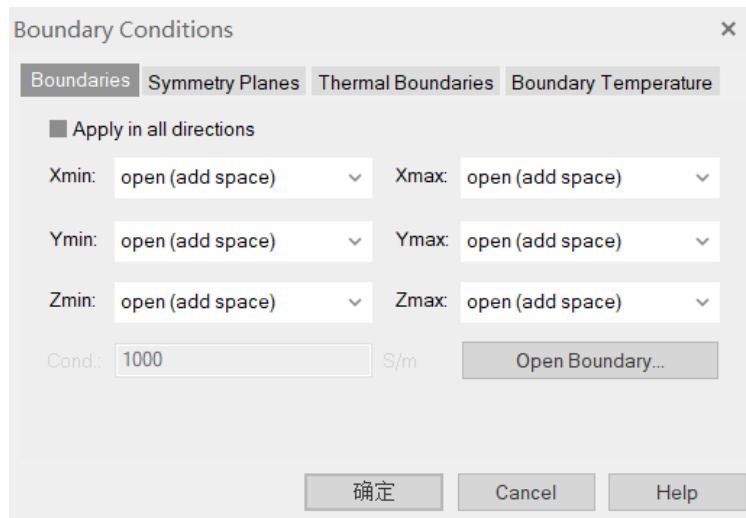 Boundary Conditions
Boundaries Symmetry Planes Thermal Boundaries Boundary Temperature
Apply in all directions
Xmin: open (add space) Xmax: open (add space)
Ymin: open (add space) Ymax: open (add space)
Zmin: open (add space) Zmax: open (add space)
Cond.: 1000 S/m Open Boundary...
确定 Cancel Help